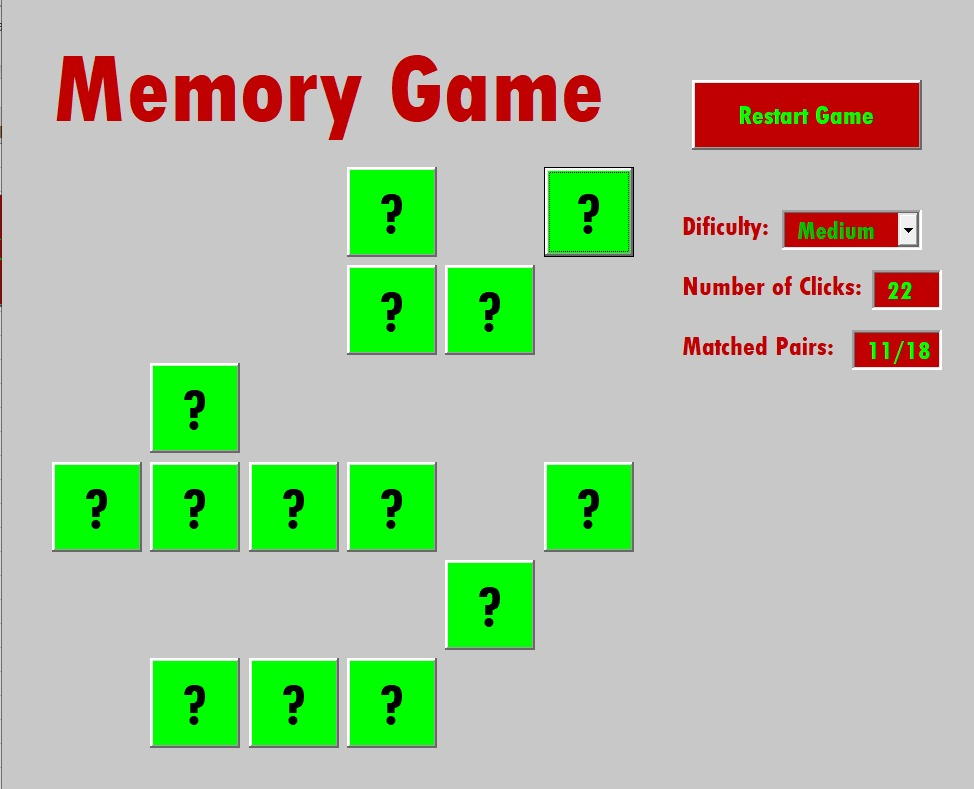 Memory Game
Restart Game
? ?
Dificulty: Medium
? ?
Number of Clicks: 22
Matched Pairs: 11/18
?
? ? ? ? ?
?
? ? ?